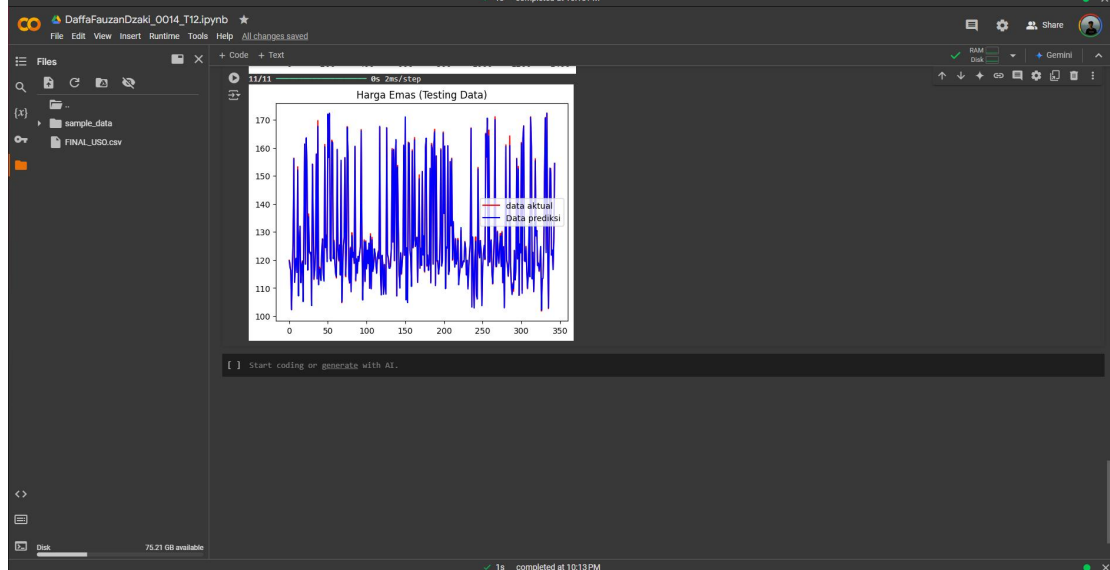 DaffaFauzanDzaki_0014_T12.ipynb
File Edit View Insert Runtime Tools Help All changes saved
Share
Files
+ Code + Text
RAM
Disk
Gemini
..
sample_data
FINAL_USO.csv
{x}
11/11 0s 2ms/step
Harga Emas (Testing Data)
170
160
150
140
130
120
110
100
data aktual
Data prediksi
0 50 100 150 200 250 300 350
[ ] Start coding or generate with AI.
<>
Disk 75.21 GB available
1s completed at 10:13 PM